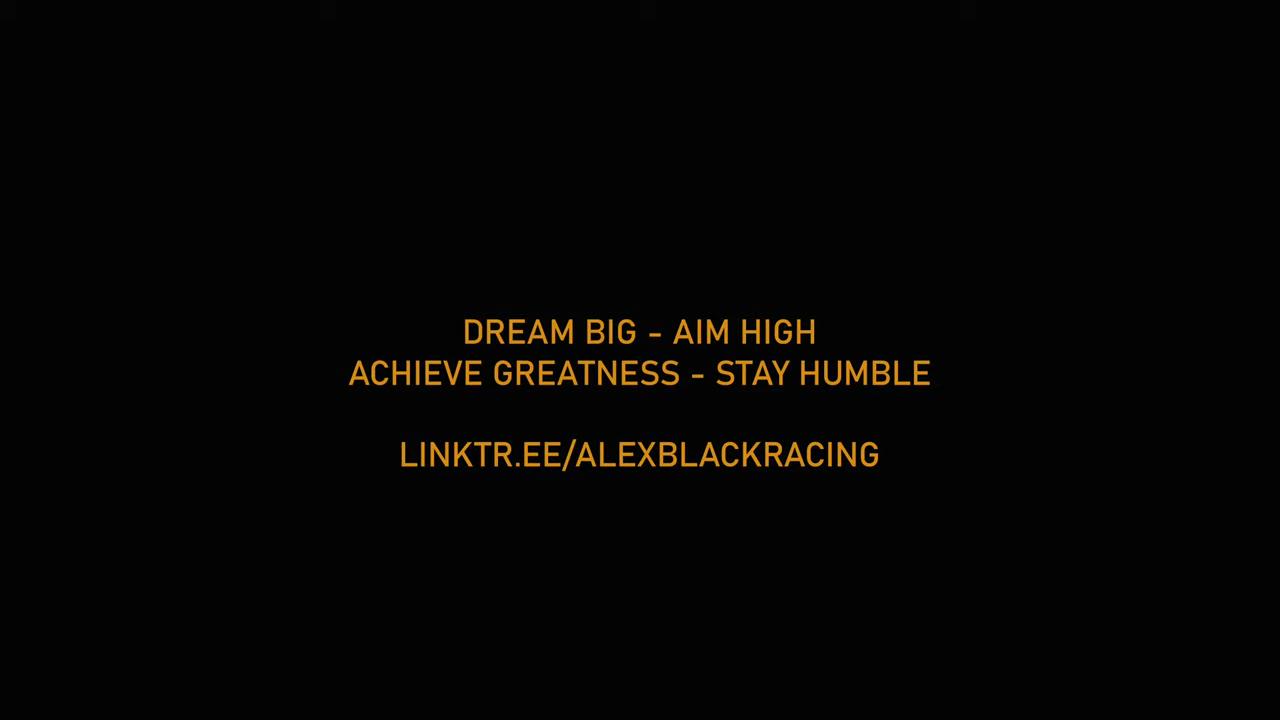 DREAM BIG - AIM HIGH
ACHIEVE GREATNESS - STAY HUMBLE
LINKTR.EE/ALEXBLACKRACING